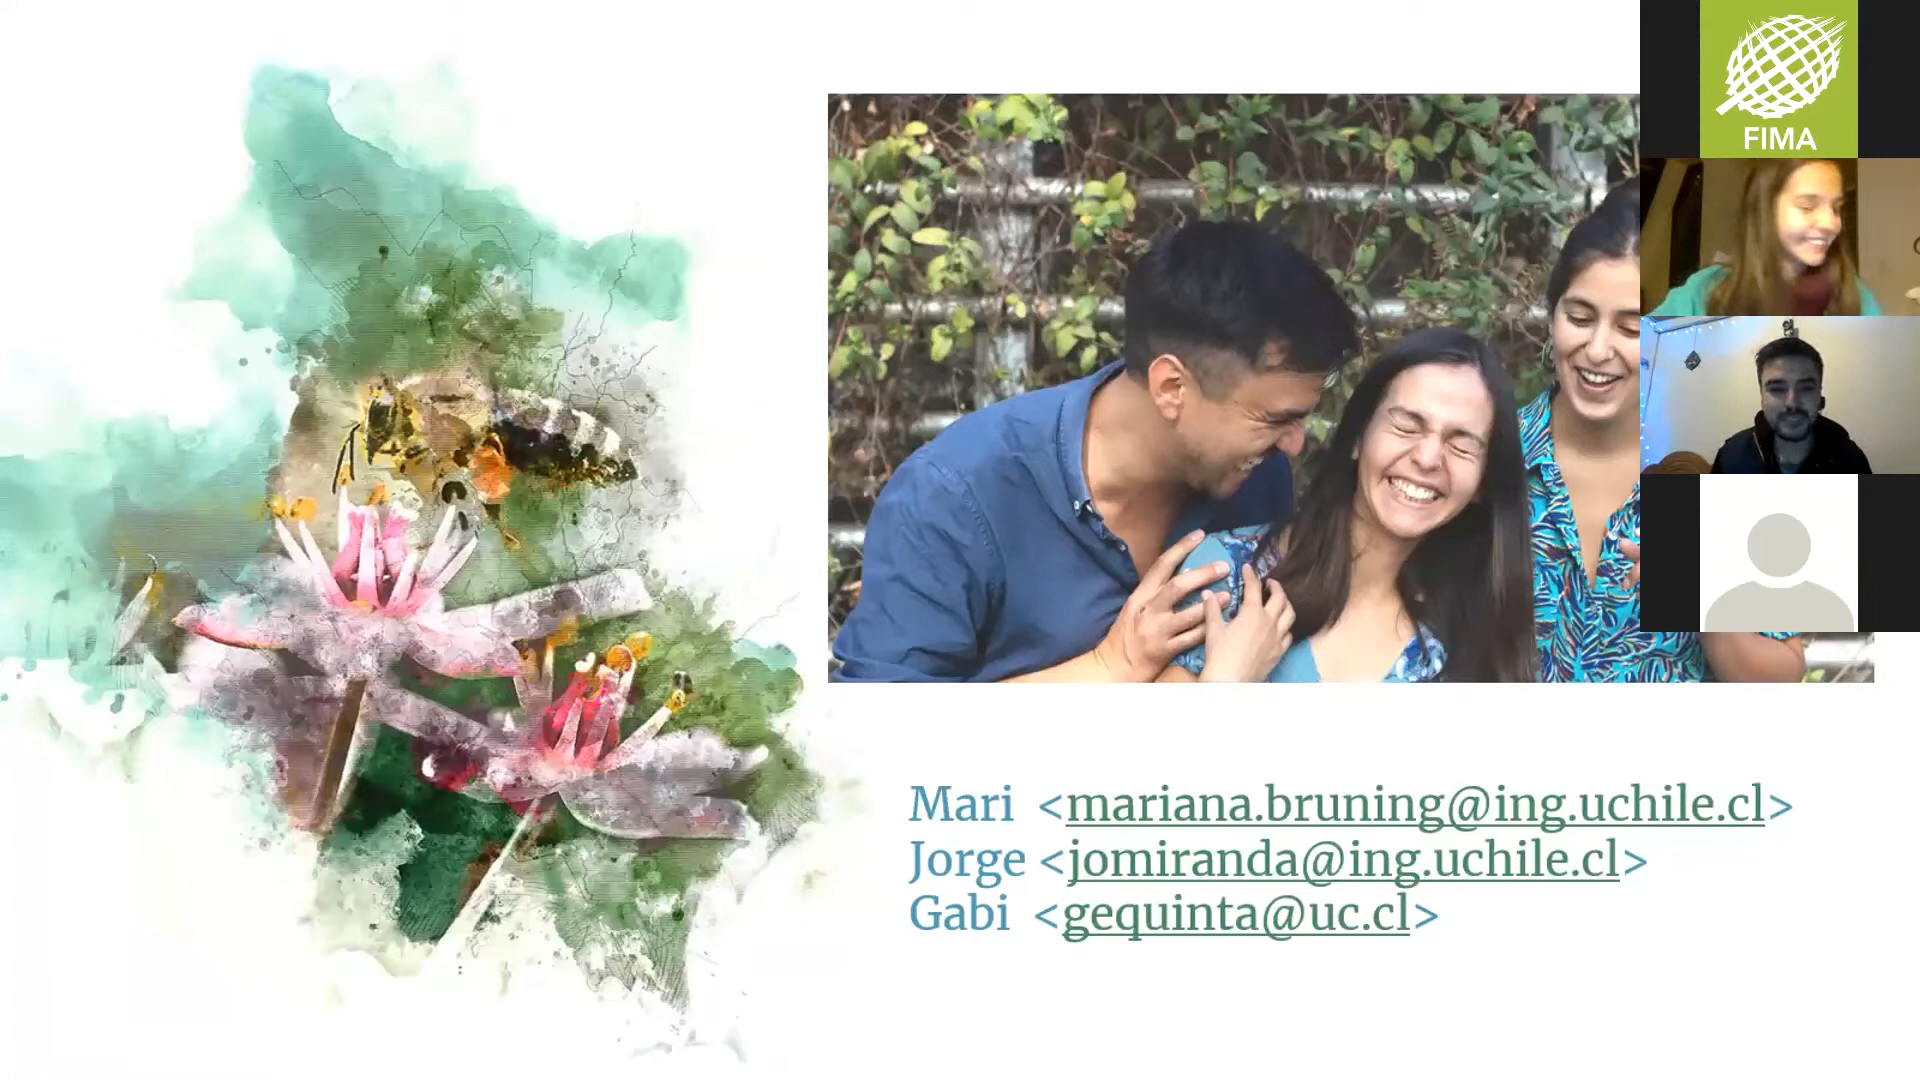 FIMA
Mari <mariana.bruning@ing.uchile.cl>
Jorge <jomiranda@ing.uchile.cl>
Gabi <gequinta@uc.cl>